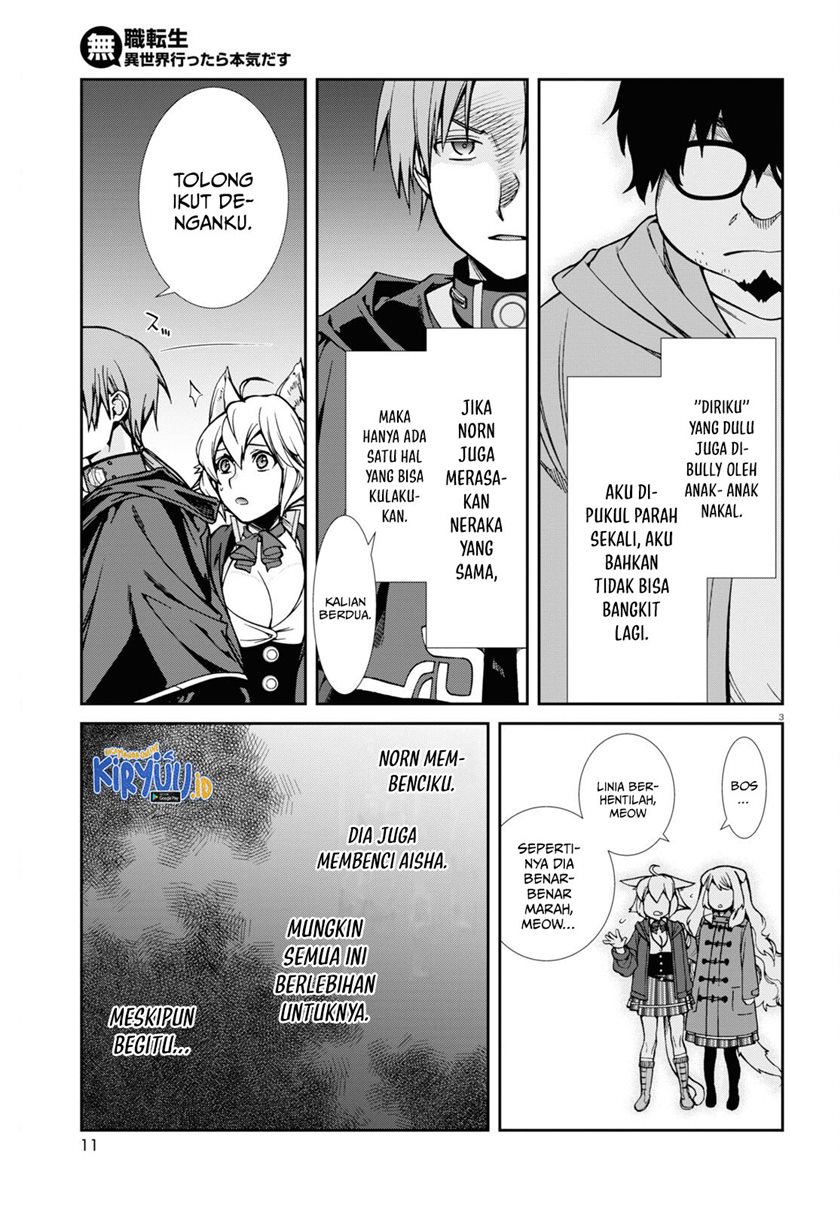 無職転生
異世界行ったら本気だす
"DIRIKU"
YANG DULU
JUGA DI-
BULLY OLEH
ANAK- ANAK
NAKAL.
AKU DI-
PUKUL PARAH
SEKALI, AKU
BAHKAN
TIDAK BISA
BANGKIT
LAGI.
JIKA
NORN
JUGA
MERASA-
KAN
NERAKA
YANG
SAMA,
MAKA
HANYA ADA
SATU HAL
YANG BISA
KULAKU-
KAN.
KALIAN
BERDUA.
TOLONG
IKUT DE-
NGANKU.
スッ
3
BOS
...
LINIA BER-
HENTILAH,
MEOW
SEPERTI-
NYA DIA
BENAR-
BENAR
MARAH,
MEOW...
NORN MEM-
BENCIKU.
DIA JUGA
MEMBENCI AISHA.
MUNGKIN
SEMUA INI
BERLEBIHAN
UNTUKNYA.
MESKIPUN
BEGITU...
KIRYUU.ID
Google Play
11